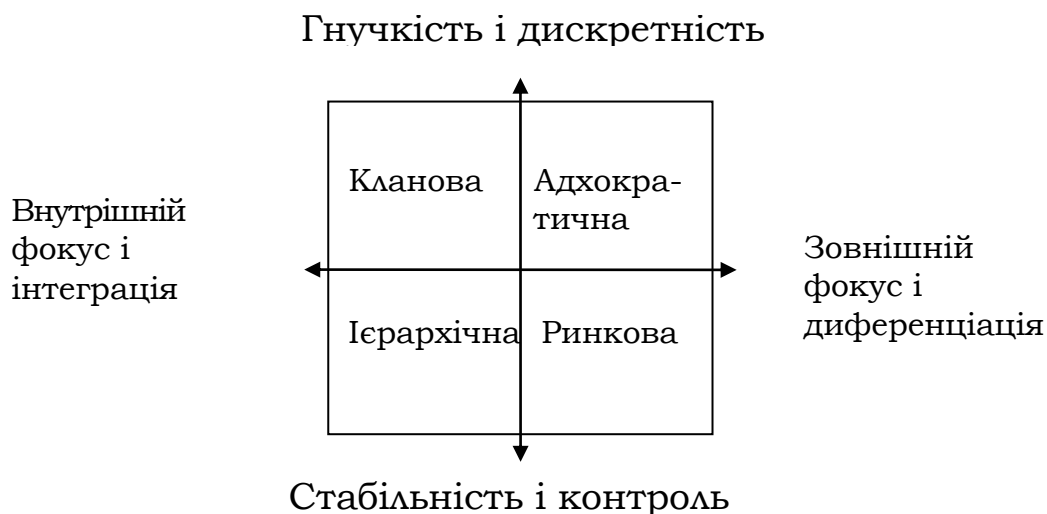 Гнучкість і дискретність
Кланова
Адхокра-
тична
Внутрішній
фокус і
інтеграція
Зовнішній
фокус і
диференціація
Ієрархічна
Ринкова
Стабільність і контроль